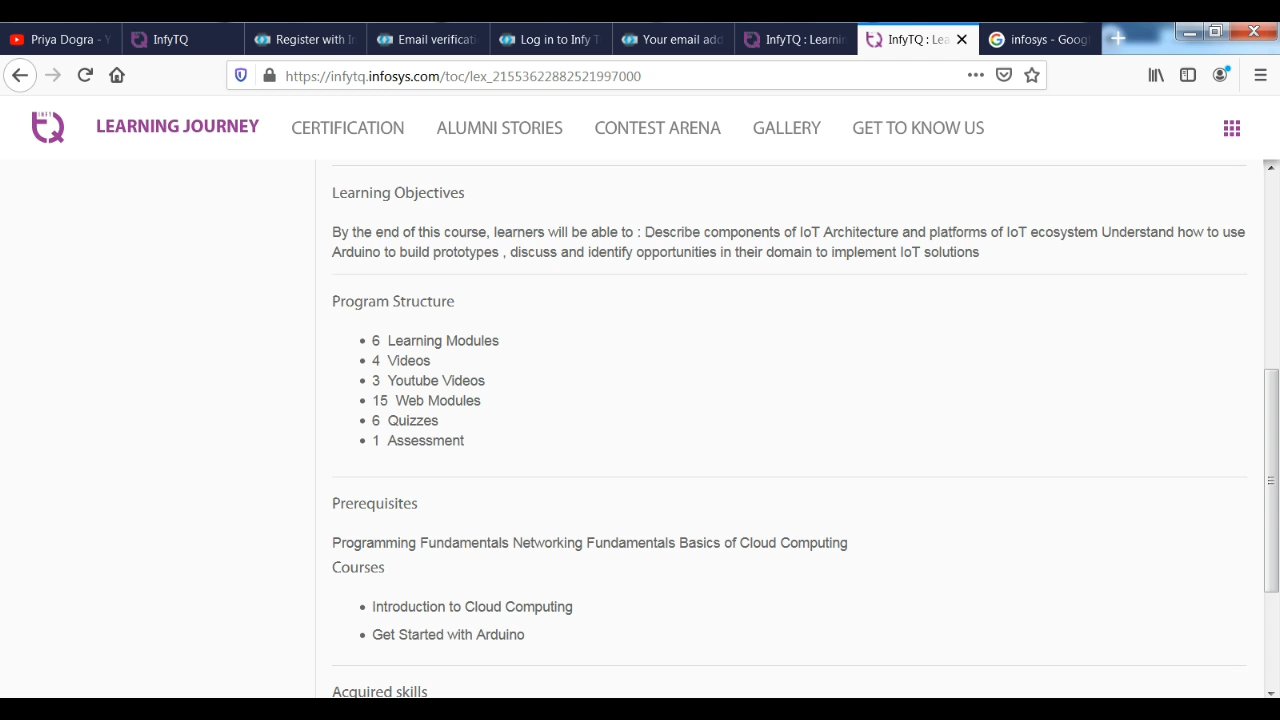 Priya Dogra - Y
InfyTQ
Register with In
Email verificati
Log in to Infy T
Your email add
InfyTQ : Learnin
InfyTQ : Lea
infosys - Goog
https://infytq.infosys.com/toc/lex_21553622882521997000
LEARNING JOURNEY
CERTIFICATION
ALUMNI STORIES
CONTEST ARENA
GALLERY
GET TO KNOW US
Learning Objectives
By the end of this course, learners will be able to : Describe components of IoT Architecture and platforms of IoT ecosystem Understand how to use
Arduino to build prototypes , discuss and identify opportunities in their domain to implement IoT solutions
Program Structure
• 6 Learning Modules
• 4 Videos
• 3 Youtube Videos
• 15 Web Modules
• 6 Quizzes
• 1 Assessment
Prerequisites
Programming Fundamentals Networking Fundamentals Basics of Cloud Computing
Courses
• Introduction to Cloud Computing
• Get Started with Arduino
Acquired skills